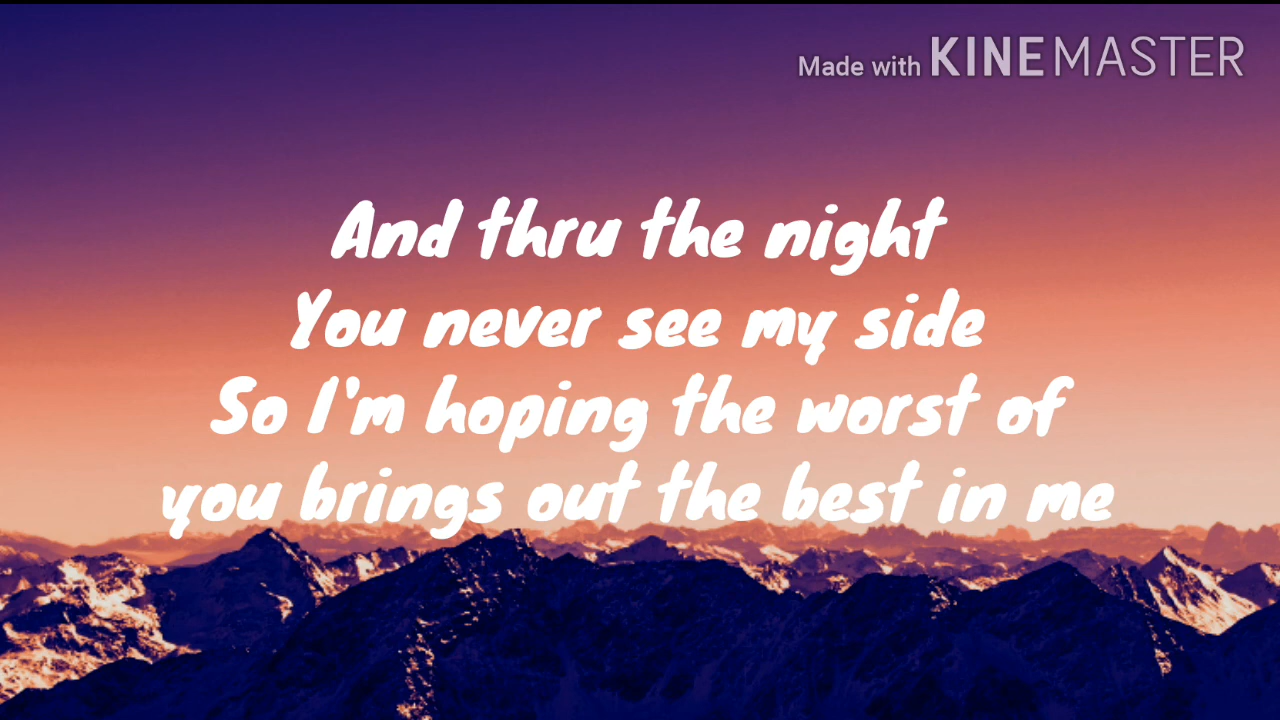 Made with KINEMASTER
And thru the night
You never see my side
So I'm hoping the worst of
you brings out the best in me